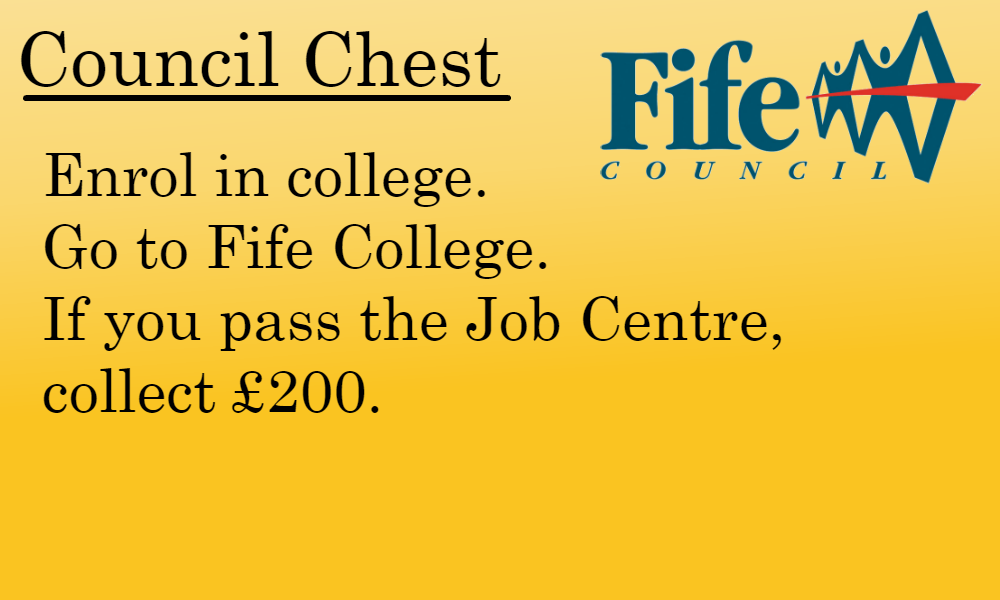 Council Chest
Fife
COUNCIL
Enrol in college.
Go to Fife College.
If you pass the Job Centre,
collect £200.